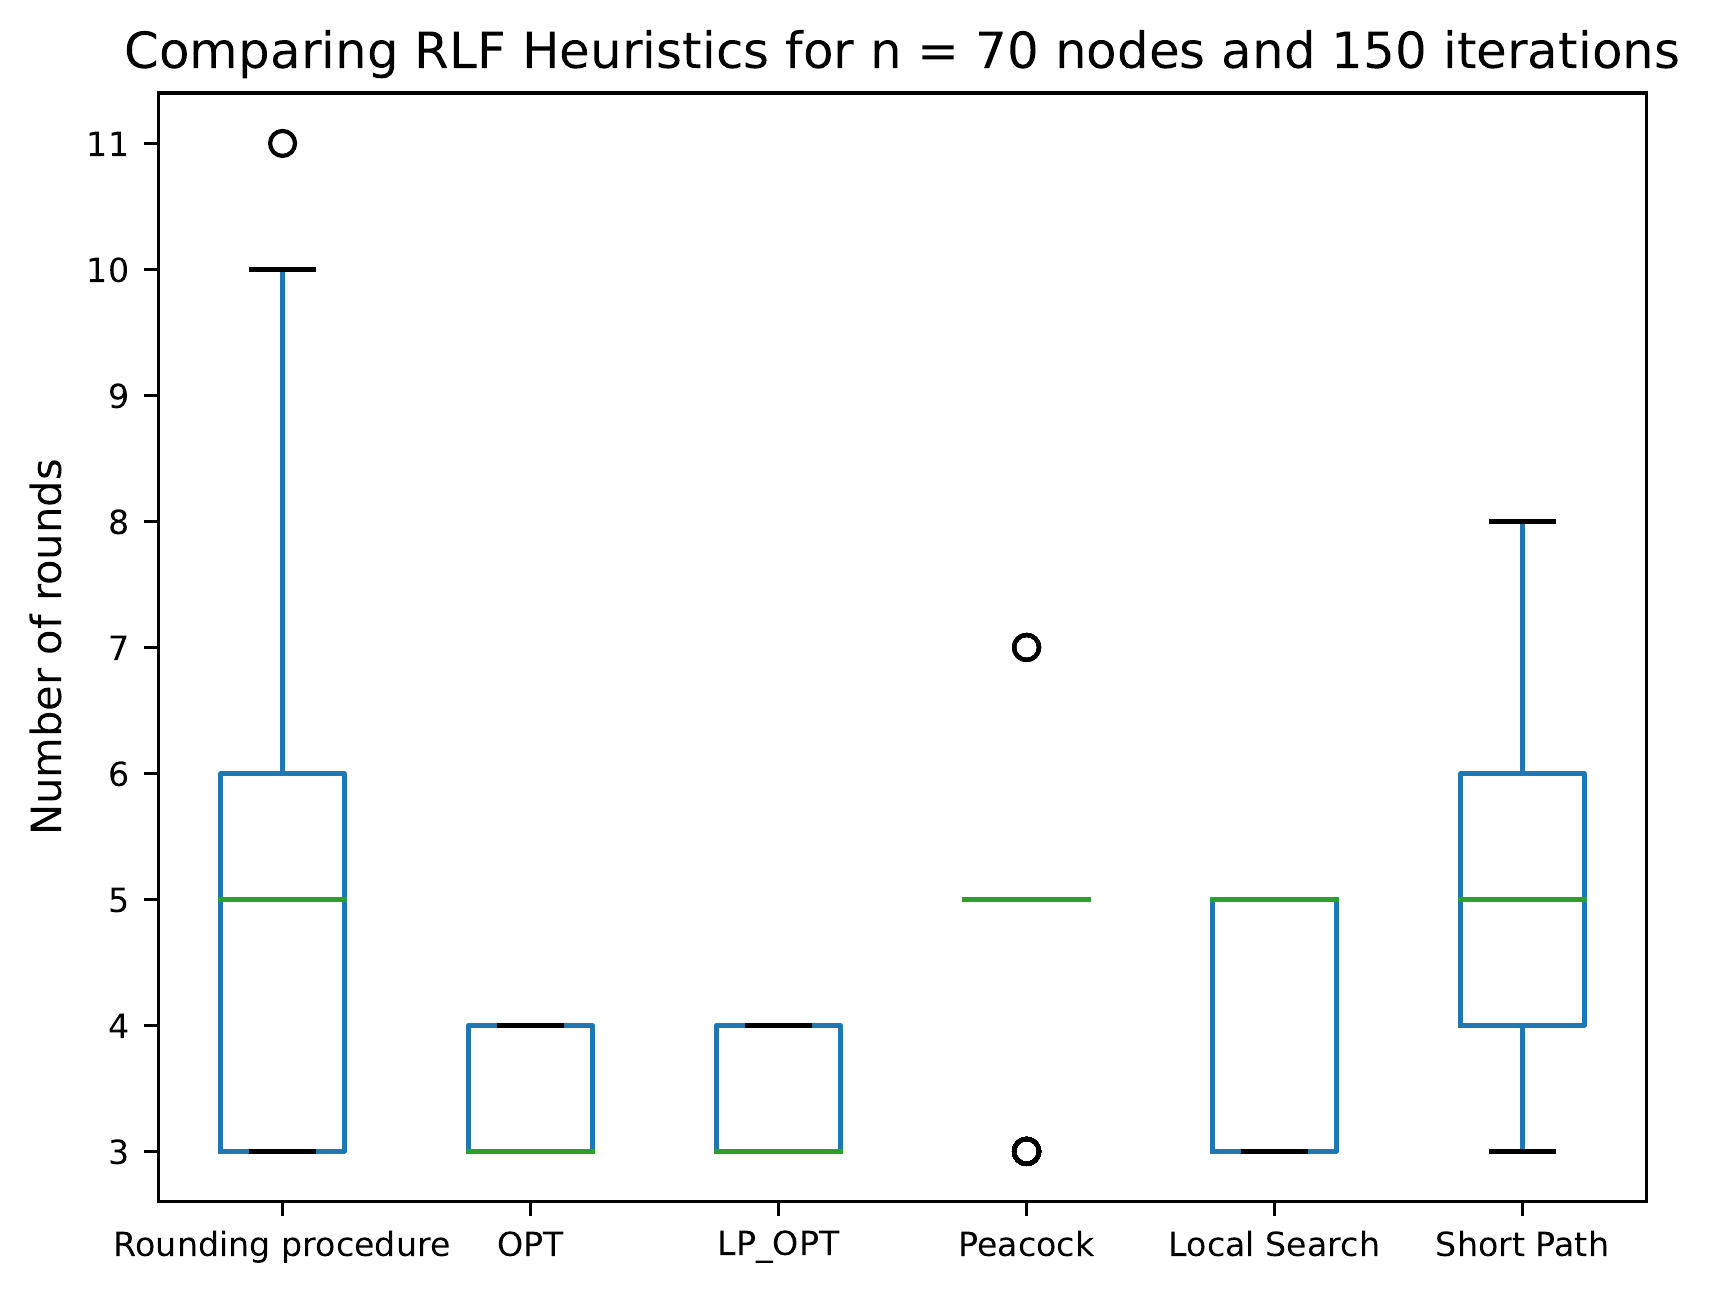 Comparing RLF Heuristics for n = 70 nodes and 150 iterations
Number of rounds
11
10
9
8
7
6
5
4
3
Rounding procedure
OPT
LP_OPT
Peacock
Local Search
Short Path